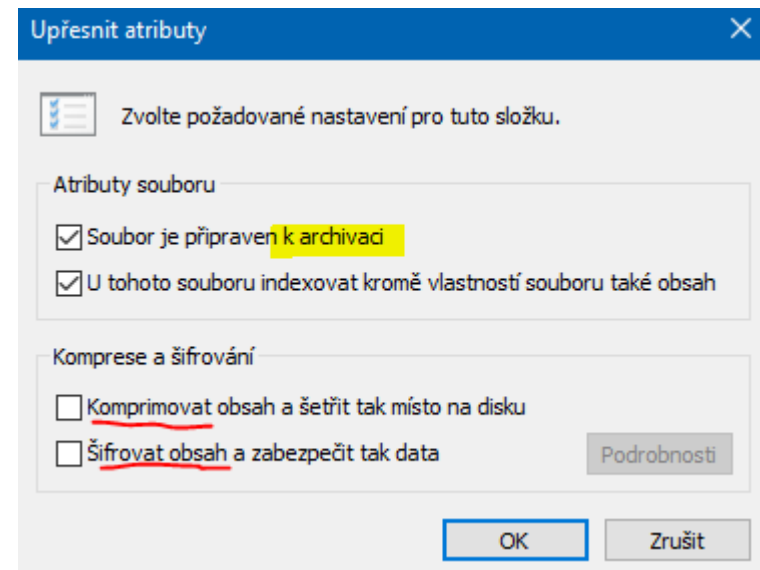 Upřesnit atributy
Zvolte požadované nastavení pro tuto složku.
Atributy souboru
Soubor je připraven k archivaci
U tohoto souboru indexovat kromě vlastností souboru také obsah
Komprese a šifrování
Komprimovat obsah a šetřit tak místo na disku
Šifrovat obsah a zabezpečit tak data
Podrobnosti
OK
Zrušit